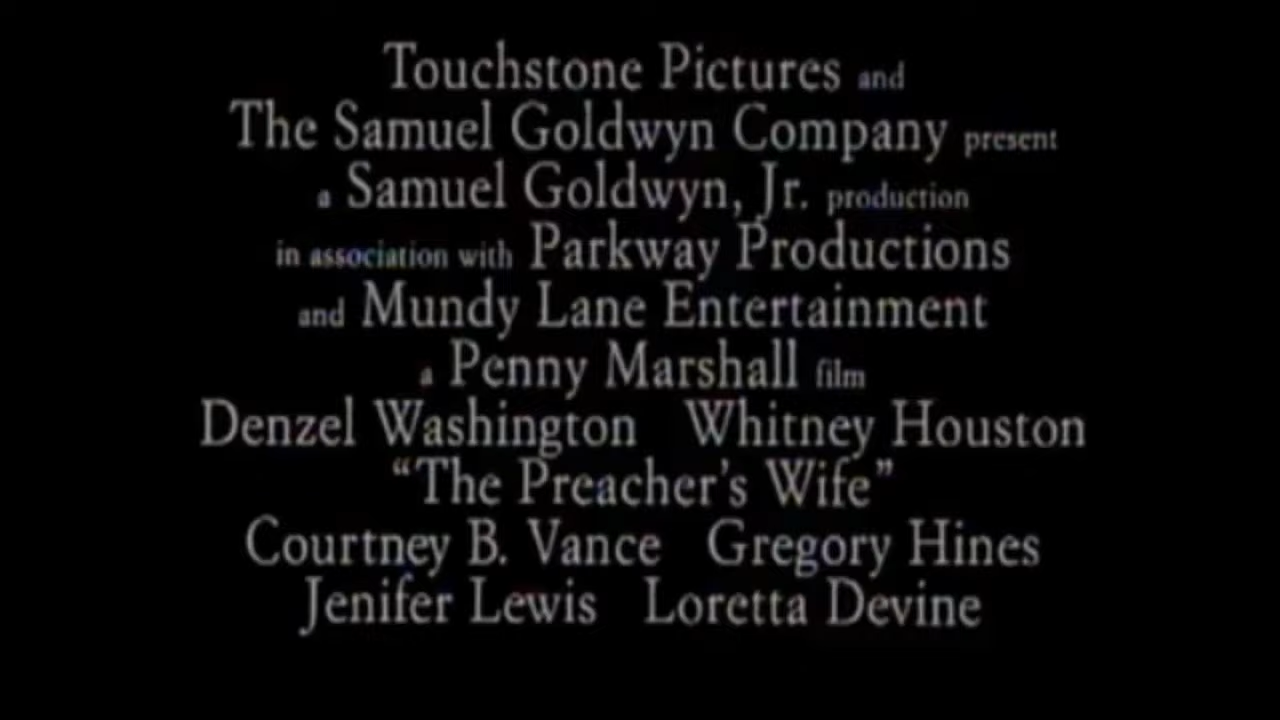 Touchstone Pictures and
The Samuel Goldwyn Company present
a Samuel Goldwyn, Jr. production
in association with Parkway Productions
and Mundy Lane Entertainment
a Penny Marshall film
Denzel Washington Whitney Houston
“The Preacher’s Wife”
Courtney B. Vance Gregory Hines
Jenifer Lewis Loretta Devine